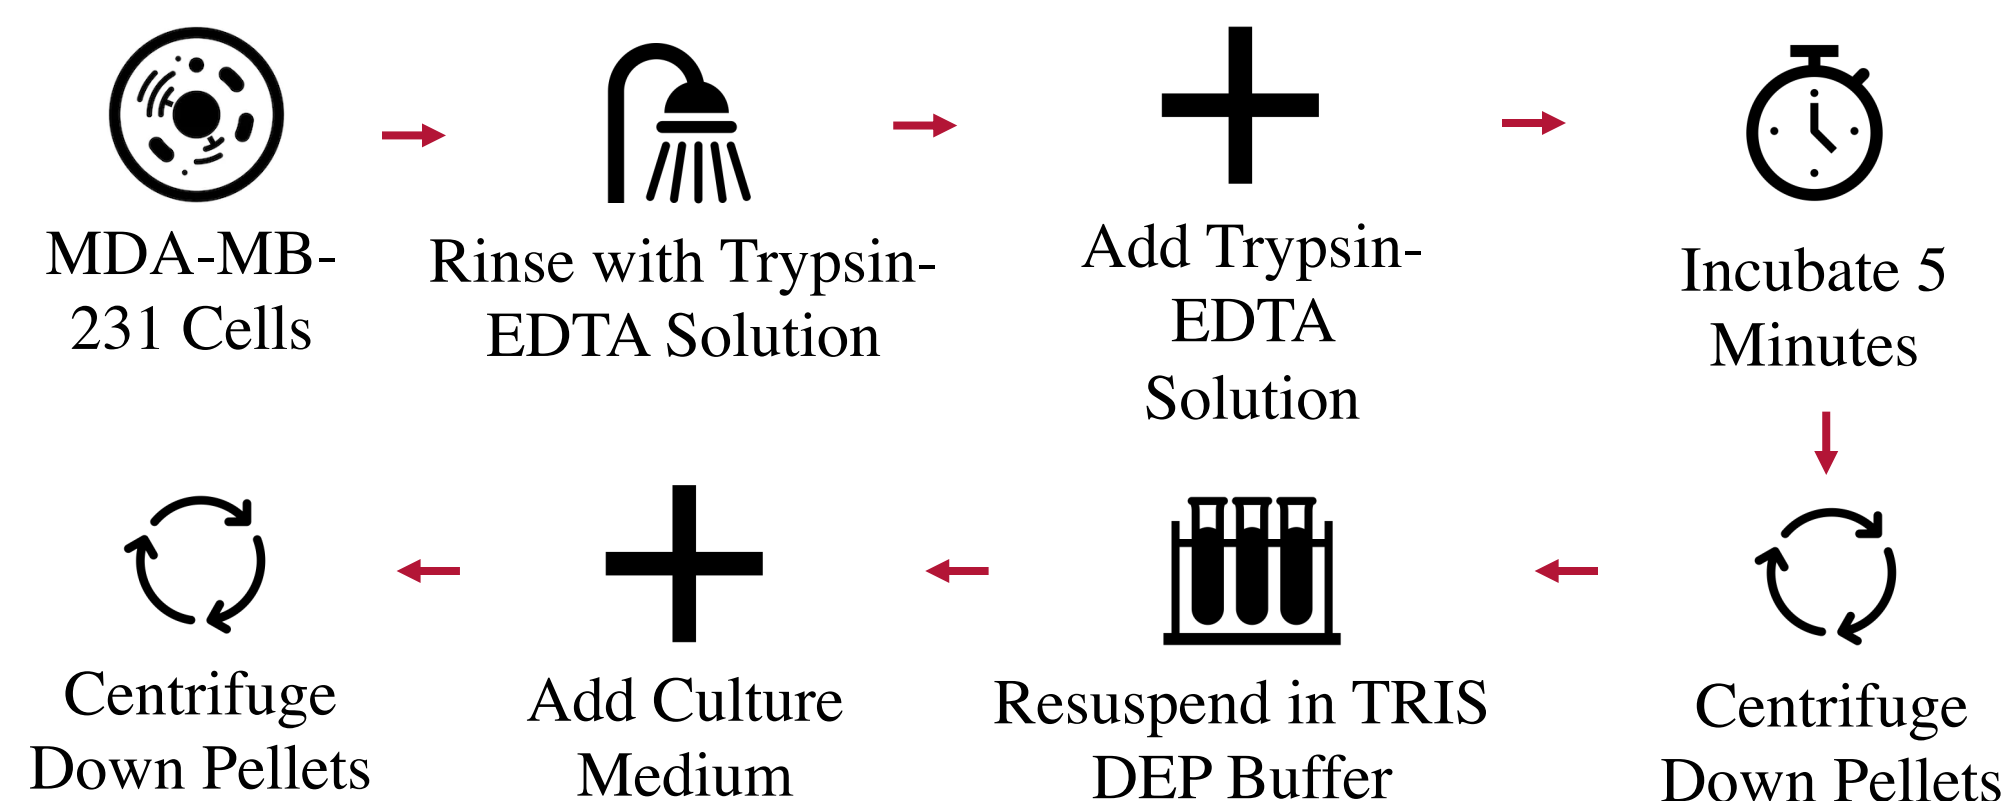 MDA-MB-
231 Cells
Rinse with Trypsin-
EDTA Solution
Add Trypsin-
EDTA
Solution
Incubate 5
Minutes
Centrifuge
Down Pellets
Resuspend in TRIS
DEP Buffer
Add Culture
Medium
Centrifuge
Down Pellets